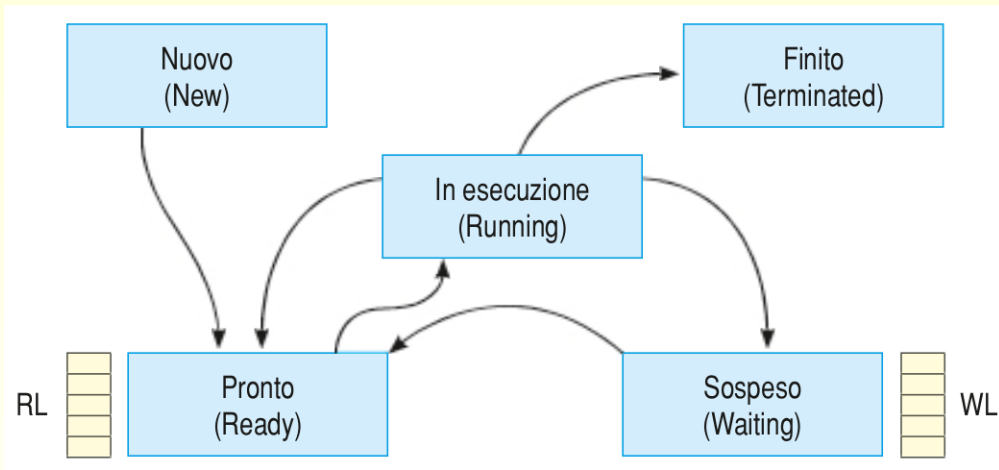 Nuovo
(New)
Finito
(Terminated)
In esecuzione
(Running)
RL
Pronto
(Ready)
Sospeso
(Waiting)
WL